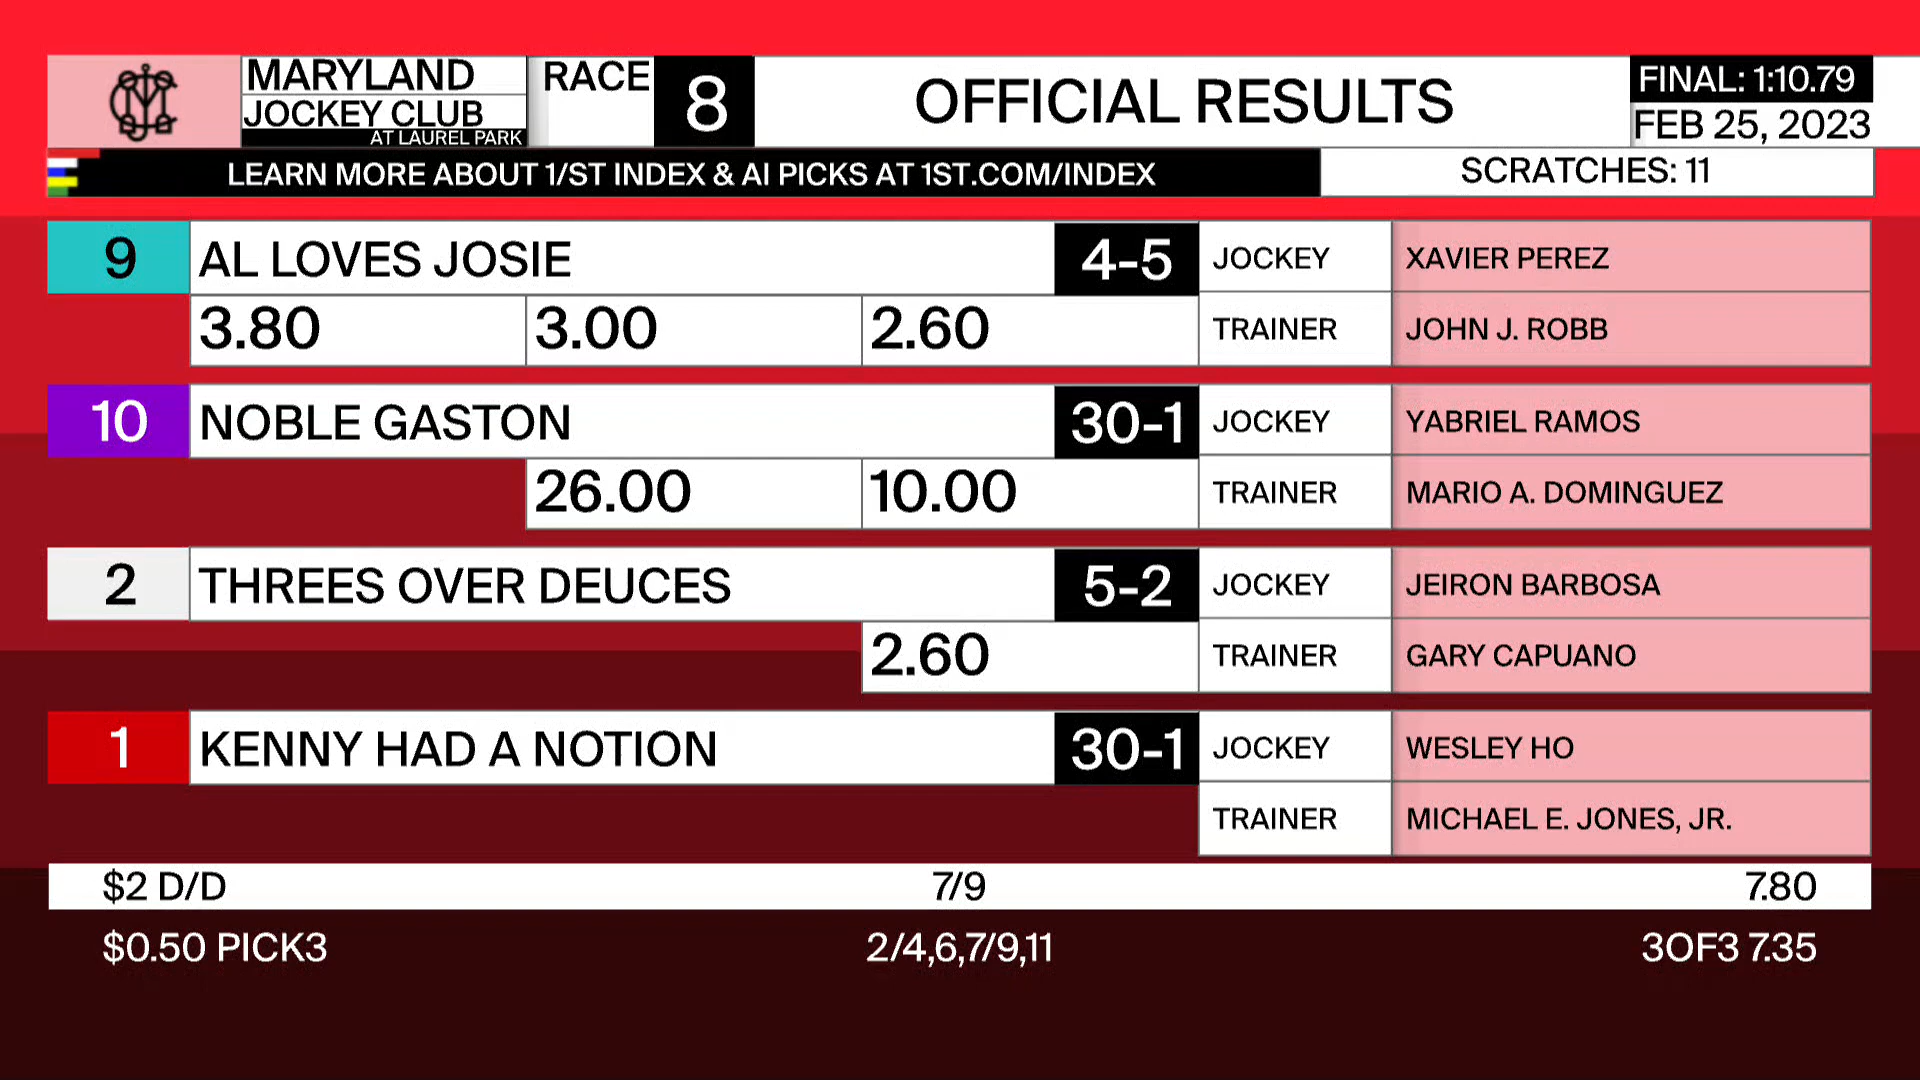 MARYLAND
JOCKEY CLUB
AT LAUREL PARK
RACE 8
OFFICIAL RESULTS
FINAL: 1:10.79
FEB 25, 2023
LEARN MORE ABOUT 1/ST INDEX & AI PICKS AT 1ST.COM/INDEX
SCRATCHES: 11
9 AL LOVES JOSIE 4-5 JOCKEY XAVIER PEREZ
3.80 3.00 2.60 TRAINER JOHN J. ROBB
10 NOBLE GASTON 30-1 JOCKEY YABRIEL RAMOS
26.00 10.00 TRAINER MARIO A. DOMINGUEZ
2 THREES OVER DEUCES 5-2 JOCKEY JEIRON BARBOSA
2.60 TRAINER GARY CAPUANO
1 KENNY HAD A NOTION 30-1 JOCKEY WESLEY HO
TRAINER MICHAEL E. JONES, JR.
$2 D/D 7/9 7.80
$0.50 PICK3 2/4,6,7/9,11 3OF3 7.35